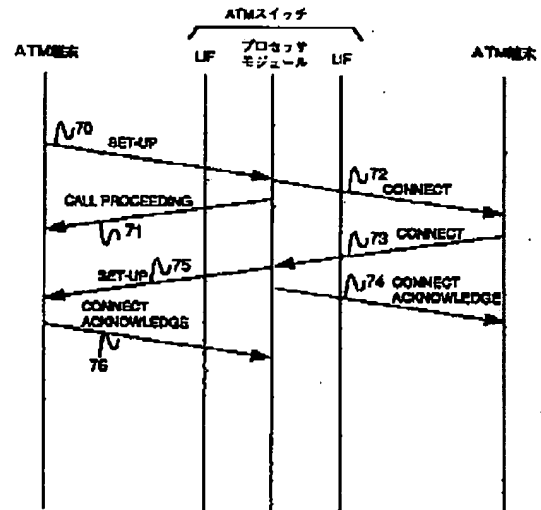 ATMスイッチ
ATM端末
LIF
プロセッサ
モジュール
LIF
ATM端末
70
SET-UP
72
CONNECT
CALL PROCEEDING
71
73
CONNECT
75
SET-UP
74
CONNECT
ACKNOWLEDGE
CONNECT
ACKNOWLEDGE
76